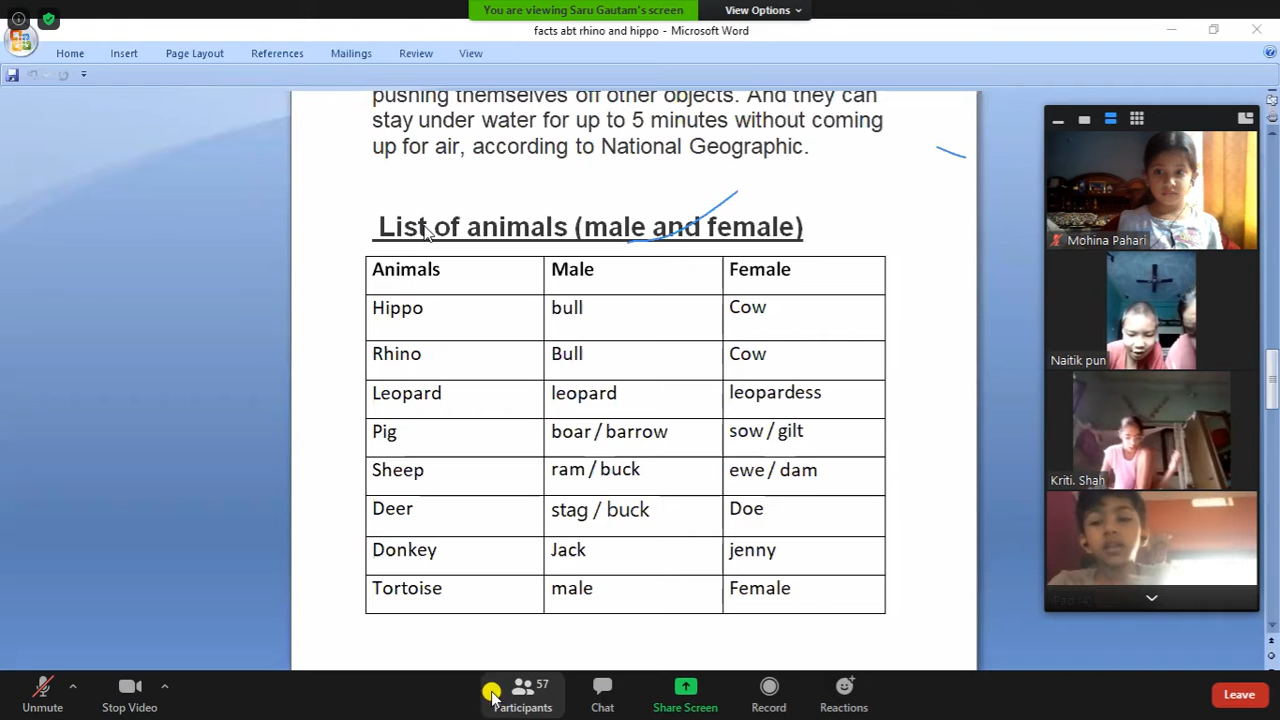 You are viewing Saru Gautam's screen
View Options
facts abt rhino and hippo - Microsoft Word
Home Insert Page Layout References Mailings Review View
pushing themselves off other objects. And they can
stay under water for up to 5 minutes without coming
up for air, according to National Geographic.
List of animals (male and female)
Animals Male Female
Hippo bull Cow
Rhino Bull Cow
Leopard leopard leopardess
Pig boar / barrow sow / gilt
Sheep ram / buck ewe / dam
Deer stag / buck Doe
Donkey Jack jenny
Tortoise male Female
Mohina Pahari
Naitik pun
Kriti. Shah
Unmute Stop Video Participants 57 Chat Share Screen Record Reactions Leave